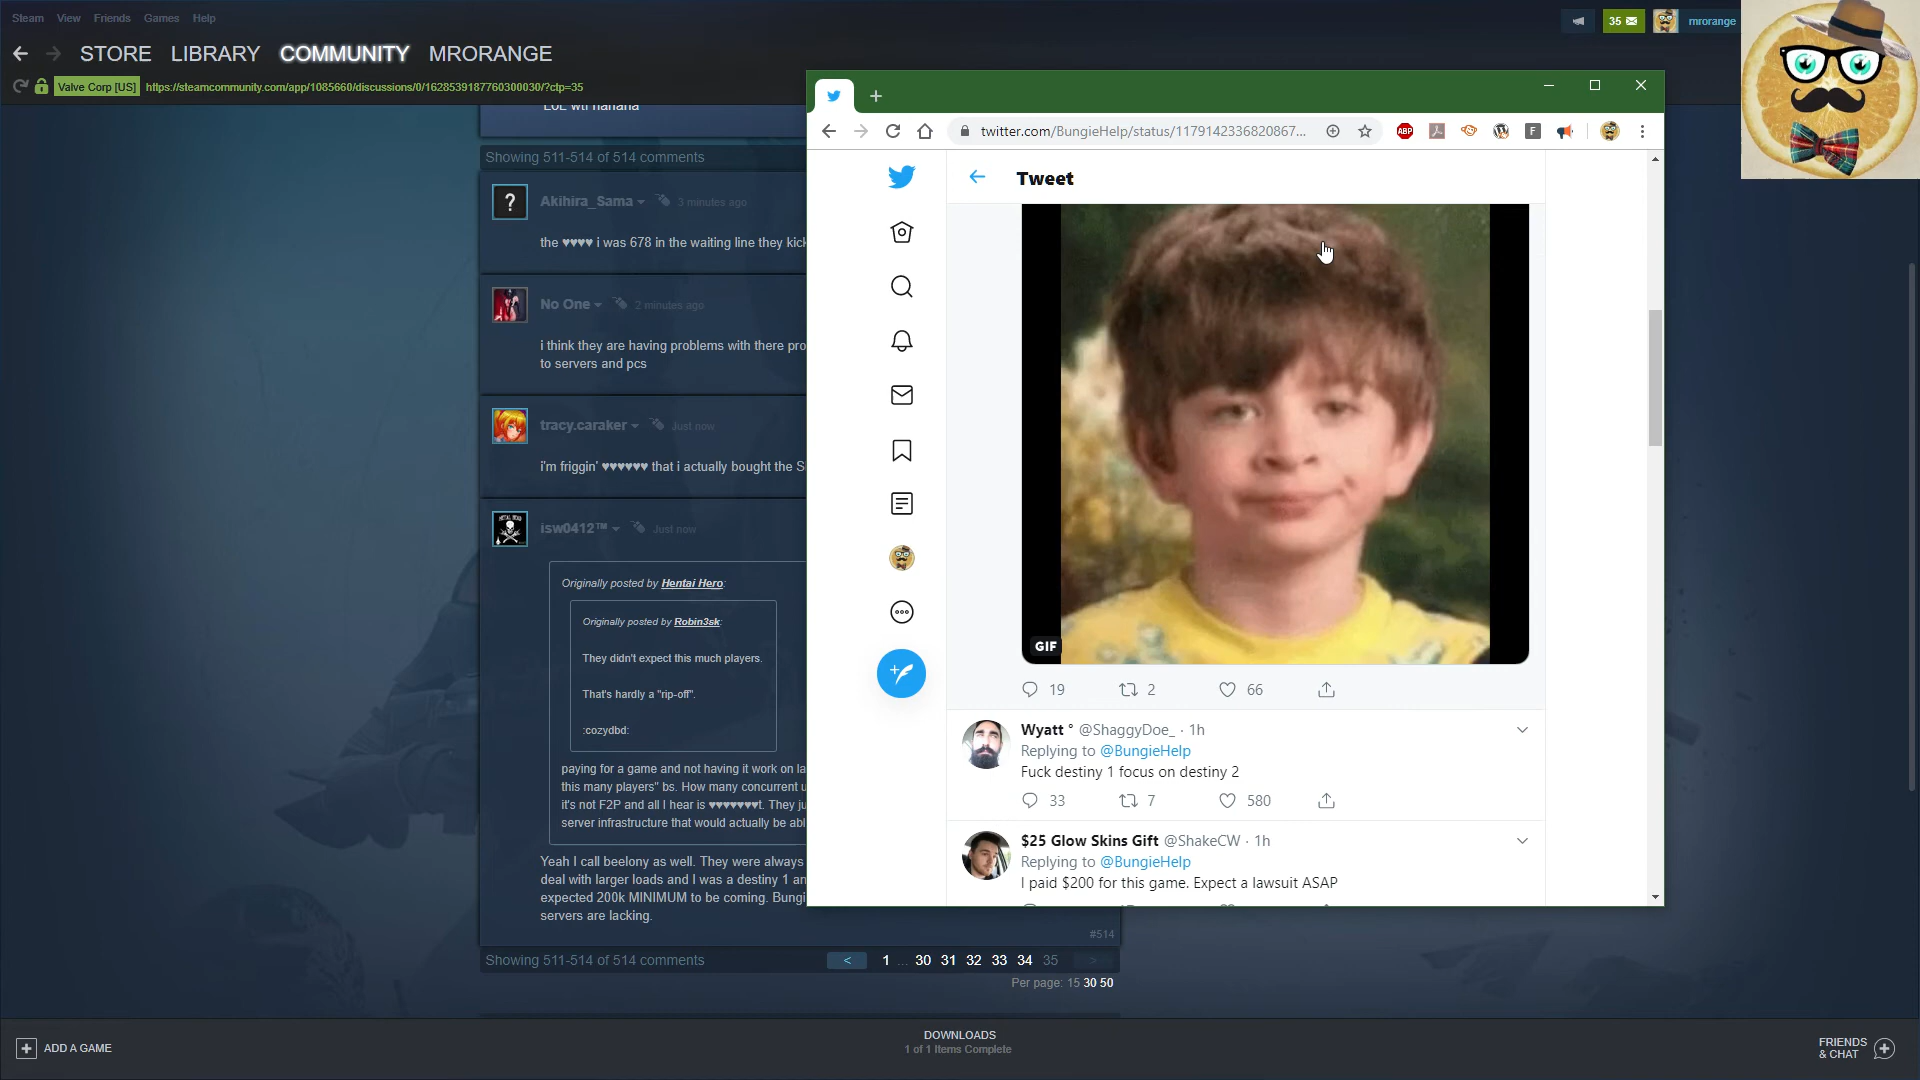 Steam View Friends Games Help
35
mrorange
STORE LIBRARY COMMUNITY MRORANGE
Valve Corp [US] https://steamcommunity.com/app/1085660/discussions/0/1628539187760300030/?ctp=35
LoL wtf hahaha
Showing 511-514 of 514 comments
Akihira_Sama 3 minutes ago
the ♥♥♥♥ i was 678 in the waiting line they kick
No One 2 minutes ago
i think they are having problems with there pro
to servers and pcs
tracy.caraker Just now
i'm friggin' ♥♥♥♥♥♥ that i actually bought the S
isw0412™ Just now
Originally posted by Hentai Hero:
Originally posted by Robin3sk:
They didn't expect this much players.
That's hardly a "rip-off".
:cozydbd:
paying for a game and not having it work on la
this many players" bs. How many concurrent u
it's not F2P and all I hear is ♥♥♥♥♥♥♥t. They ju
server infrastructure that would actually be abl
Yeah I call beelony as well. They were always
deal with larger loads and I was a destiny 1 an
expected 200k MINIMUM to be coming. Bungi
servers are lacking.
#514
Showing 511-514 of 514 comments
< 1 ... 30 31 32 33 34 35 >
Per page: 15 30 50
twitter.com/BungieHelp/status/1179142336820867...
ABP
F
Tweet
GIF
19 2 66
Wyatt ° @ShaggyDoe_ · 1h
Replying to @BungieHelp
Fuck destiny 1 focus on destiny 2
33 7 580
$25 Glow Skins Gift @ShakeCW · 1h
Replying to @BungieHelp
I paid $200 for this game. Expect a lawsuit ASAP
ADD A GAME
DOWNLOADS
1 of 1 Items Complete
FRIENDS
& CHAT